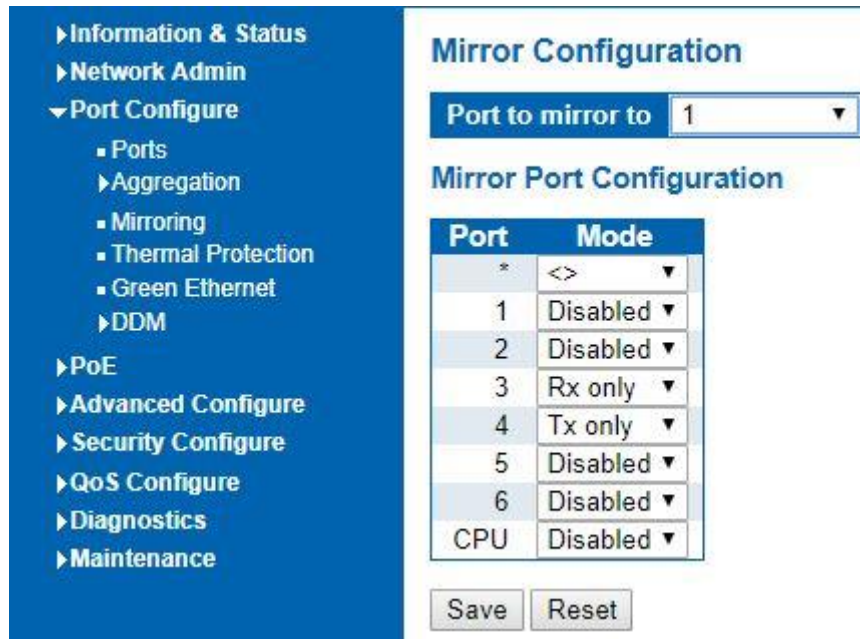 Information & Status
Network Admin
Port Configure
Ports
Aggregation
Mirroring
Thermal Protection
Green Ethernet
DDM
PoE
Advanced Configure
Security Configure
QoS Configure
Diagnostics
Maintenance
Mirror Configuration
Port to mirror to 1
Mirror Port Configuration
Port Mode
* <>
1 Disabled
2 Disabled
3 Rx only
4 Tx only
5 Disabled
6 Disabled
CPU Disabled
Save Reset